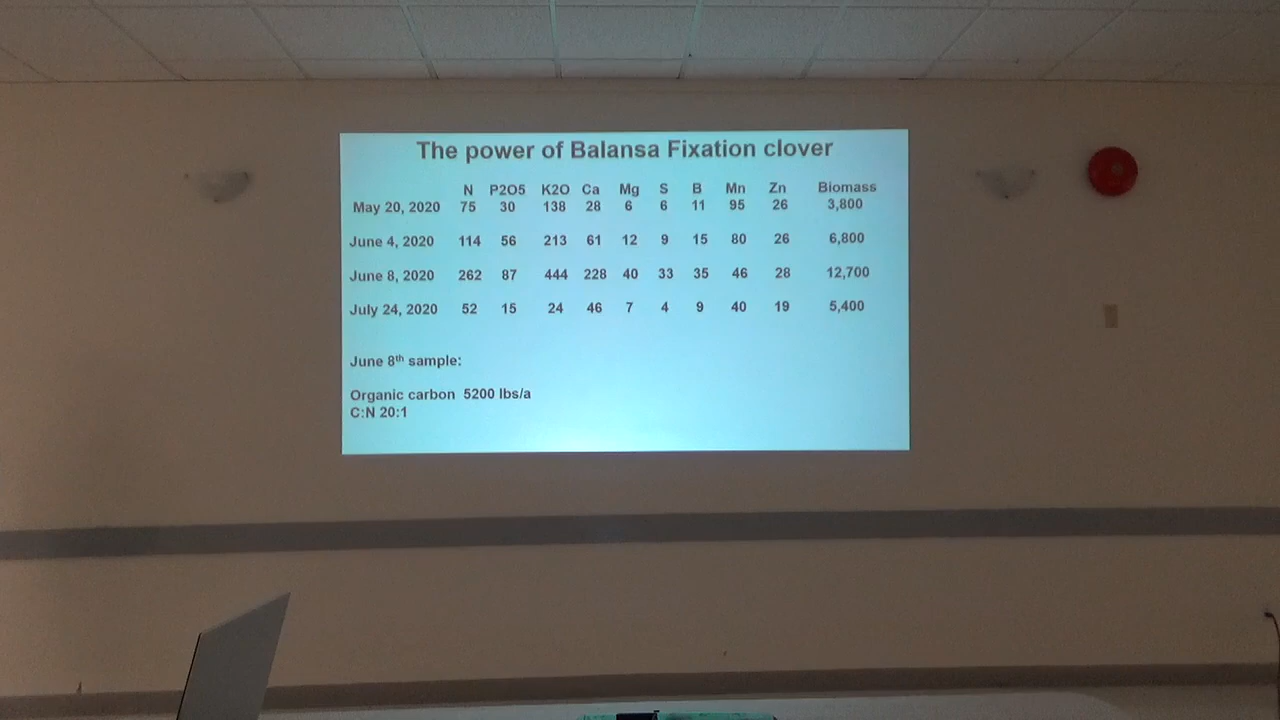 The power of Balansa Fixation clover
N P2O5 K2O Ca Mg S B Mn Zn Biomass
May 20, 2020 75 30 138 28 6 6 11 95 26 3,800
June 4, 2020 114 56 213 61 12 9 15 80 26 6,800
June 8, 2020 262 87 444 228 40 33 35 46 28 12,700
July 24, 2020 52 15 24 46 7 4 9 40 19 5,400
June 8th sample:
Organic carbon 5200 lbs/a
C:N 20:1